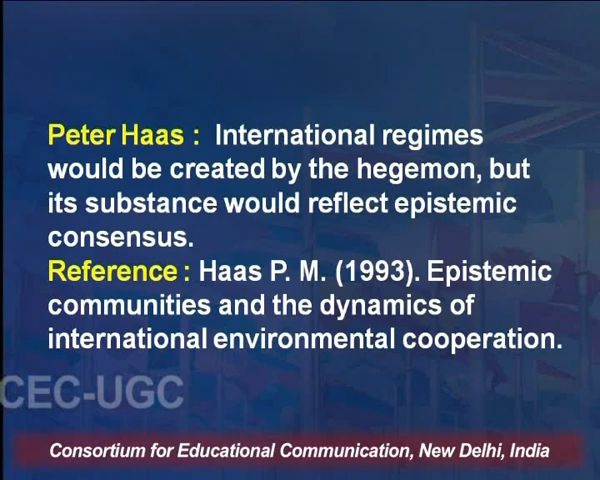 Peter Haas : International regimes
would be created by the hegemon, but
its substance would reflect epistemic
consensus.
Reference : Haas P. M. (1993). Epistemic
communities and the dynamics of
international environmental cooperation.
CEC-UGC
Consortium for Educational Communication, New Delhi, India